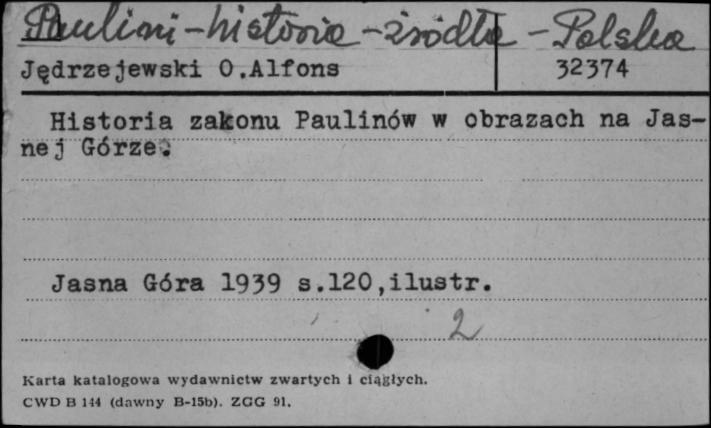 Paulini - historia - źródła - Polska
Jędrzejewski O.Alfons 32374
Historia zakonu Paulinów w obrazach na Jas-
nej Górze.
Jasna Góra 1939 s.120,ilustr.
2
Karta katalogowa wydawnictw zwartych i ciągłych.
CWD B 144 (dawny B-15b). ZGG 91.